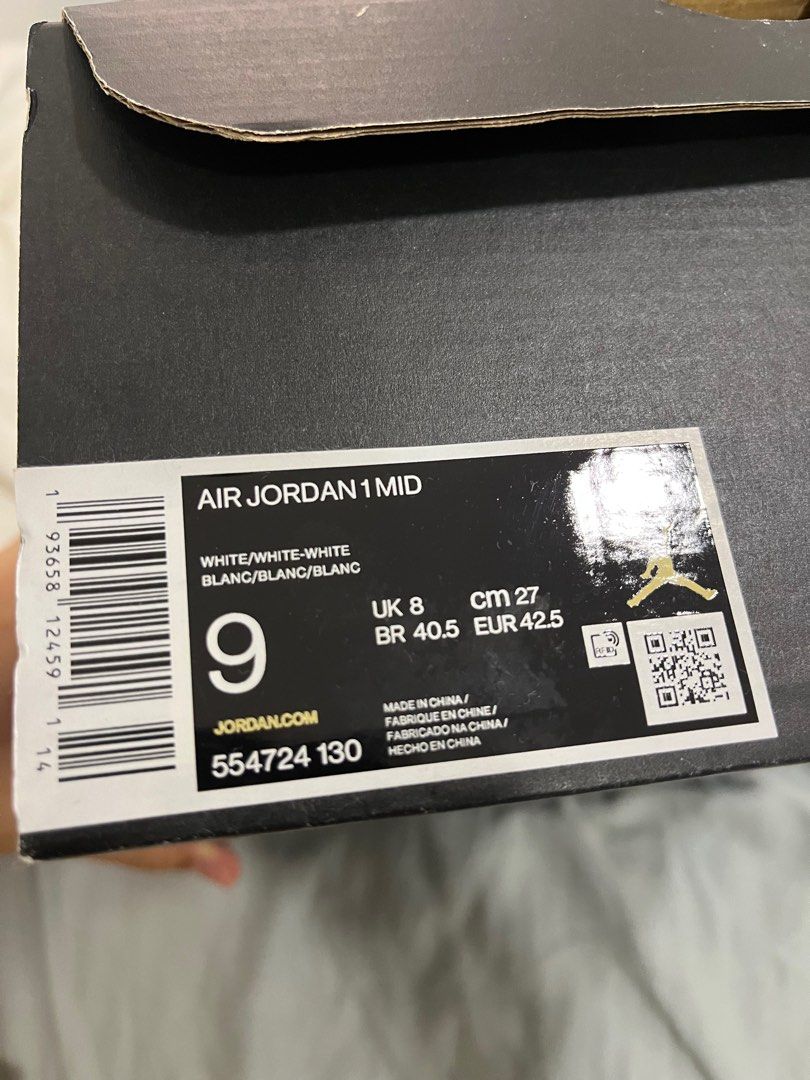 AIR JORDAN 1 MID
WHITE/WHITE-WHITE
BLANC/BLANC/BLANC
9
UK 8 cm 27
BR 40.5 EUR 42.5
JORDAN.COM
554724 130
MADE IN CHINA /
FABRIQUE EN CHINE /
FABRICADO NA CHINA /
HECHO EN CHINA
RFID
1 93658 12459 1 14